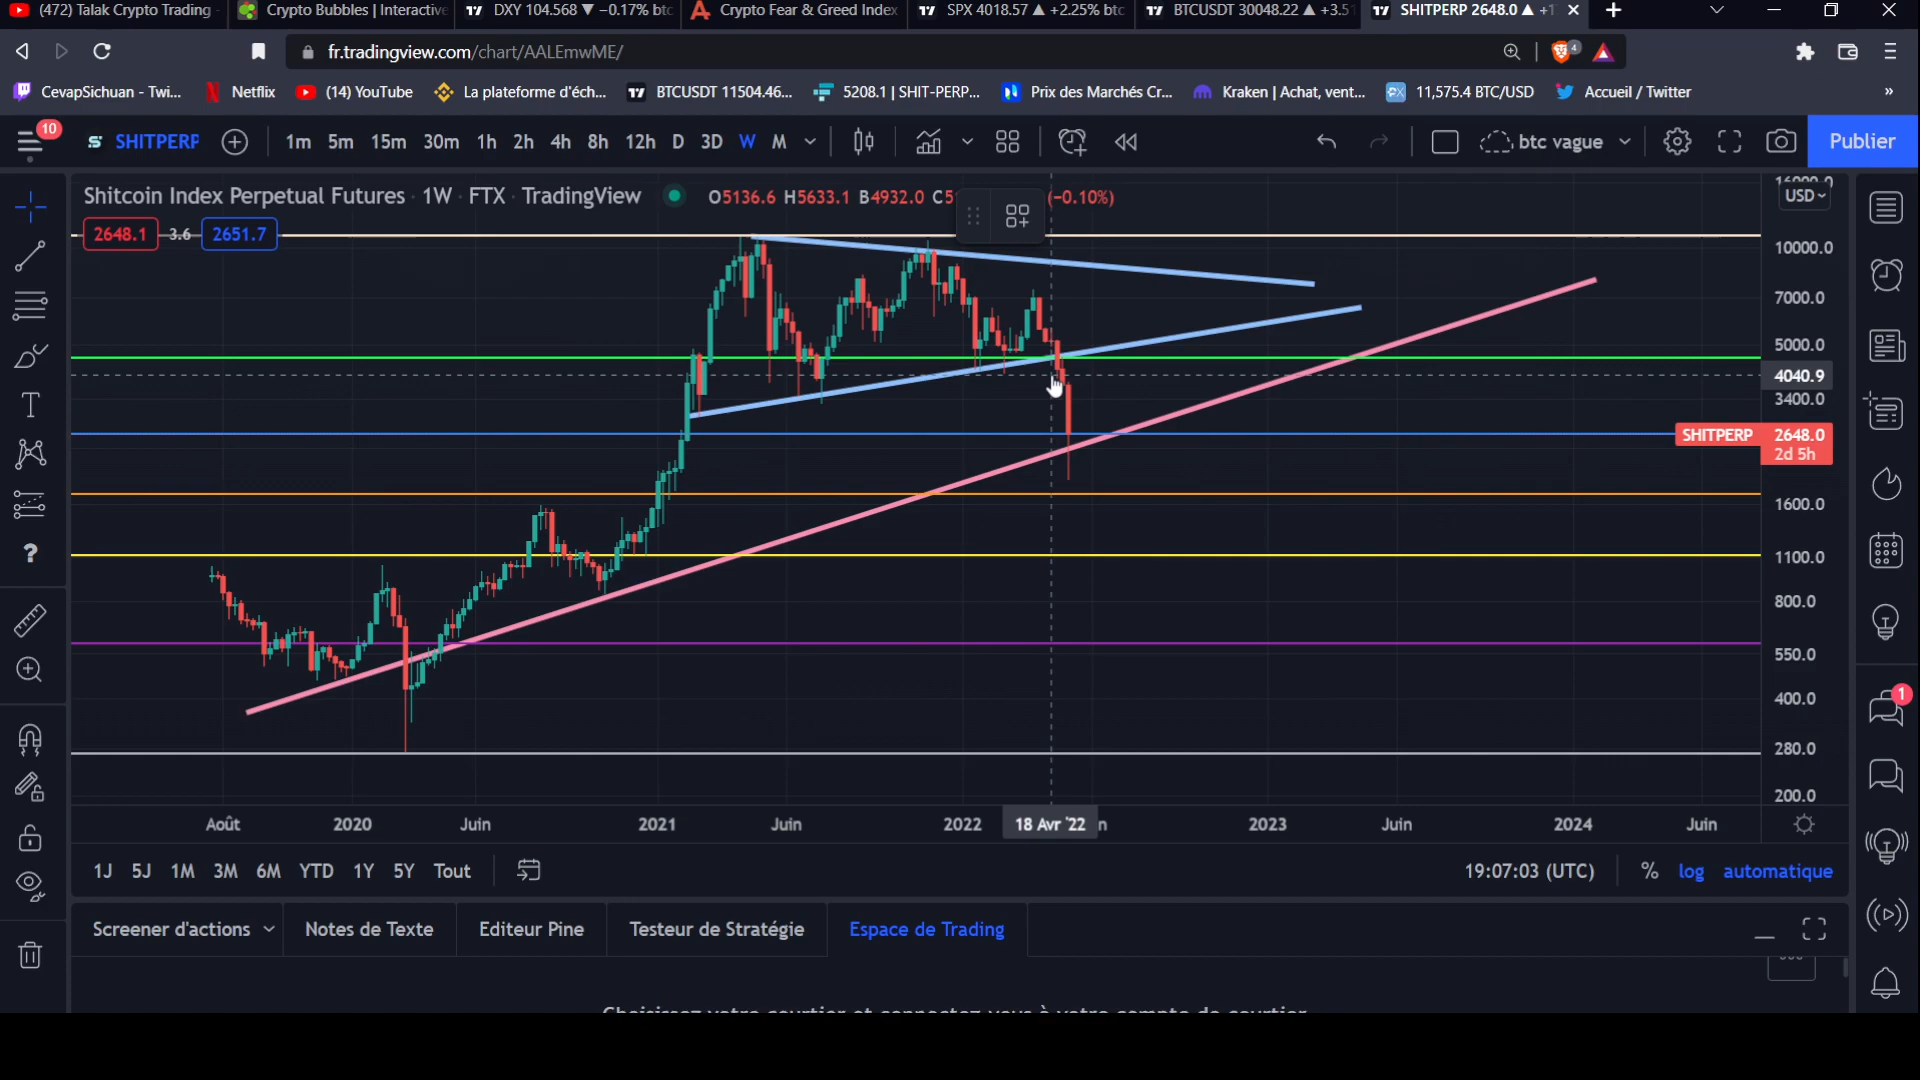 (472) Talak Crypto Trading
Crypto Bubbles | Interactive
DXY 104.568 ▼ −0.17% btc
Crypto Fear & Greed Index
SPX 4018.57 ▲ +2.25% btc
BTCUSDT 30048.22 ▲ +3.5
SHITPERP 2648.0 ▲ +1
fr.tradingview.com/chart/AALEmwME/
4
CevapSichuan - Twi...
Netflix
(14) YouTube
La plateforme d'éch...
BTCUSDT 11504.46...
5208.1 | SHIT-PERP...
Prix des Marchés Cr...
Kraken | Achat, vent...
11,575.4 BTC/USD
Accueil / Twitter
»
10
SHITPERP
1m 5m 15m 30m 1h 2h 4h 8h 12h D 3D W M
btc vague
Publier
Shitcoin Index Perpetual Futures · 1W · FTX · TradingView
O5136.6 H5633.1 B4932.0 C5
(−0.10%)
2648.1 3.6 2651.7
USD
10000.0
7000.0
5000.0
4040.9
3400.0
SHITPERP 2648.0
2d 5h
1600.0
1100.0
800.0
550.0
400.0
280.0
200.0
1
Août 2020 Juin 2021 Juin 2022 18 Avr '22 2023 Juin 2024 Juin
1J 5J 1M 3M 6M YTD 1Y 5Y Tout
19:07:03 (UTC)
% log automatique
Screener d'actions
Notes de Texte
Editeur Pine
Testeur de Stratégie
Espace de Trading